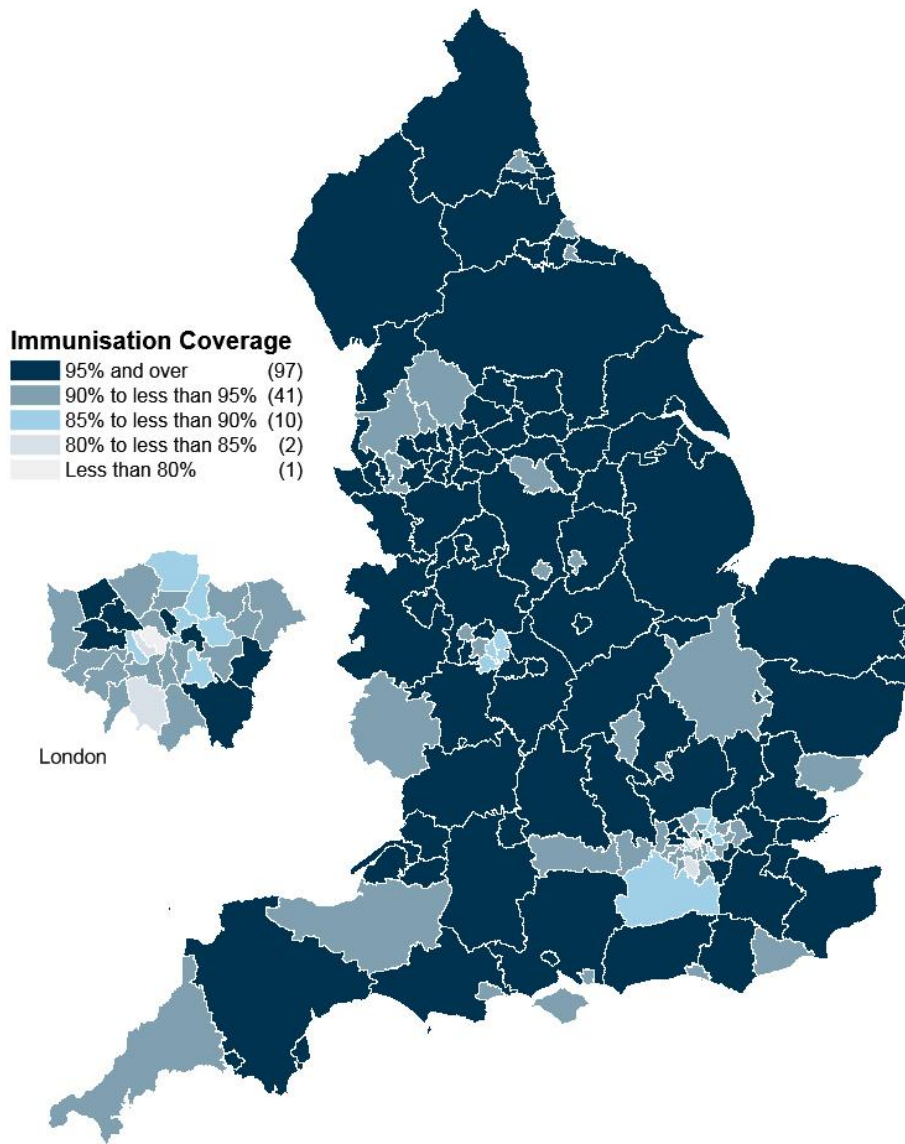 Immunisation Coverage
95% and over (97)
90% to less than 95% (41)
85% to less than 90% (10)
80% to less than 85% (2)
Less than 80% (1)
London